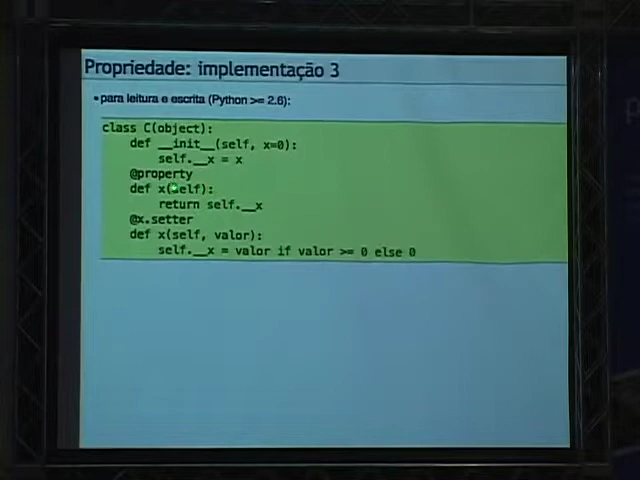 Propriedade: implementação 3
•para leitura e escrita (Python >= 2.6):
class C(object):
def __init__(self, x=0):
self.__x = x
@property
def x(self):
return self.__x
@x.setter
def x(self, valor):
self.__x = valor if valor >= 0 else 0